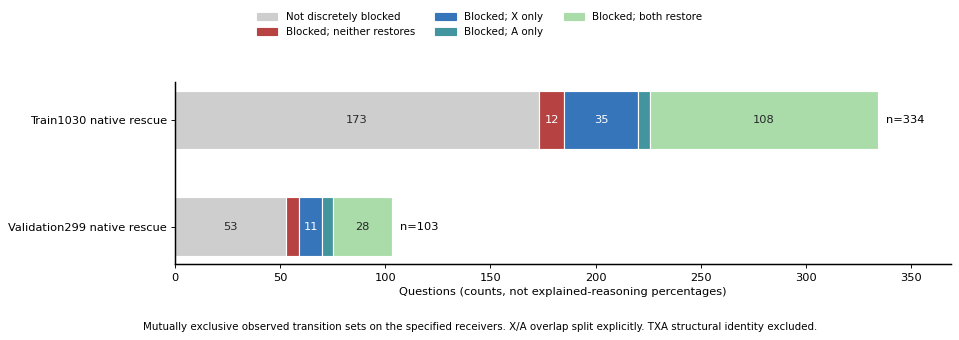 Not discretely blocked
Blocked; neither restores
Blocked; X only
Blocked; A only
Blocked; both restore
Train1030 native rescue
173
12
35
108
n=334
Validation299 native rescue
53
11
28
n=103
0 50 100 150 200 250 300 350
Questions (counts, not explained-reasoning percentages)
Mutually exclusive observed transition sets on the specified receivers. X/A overlap split explicitly. TXA structural identity excluded.